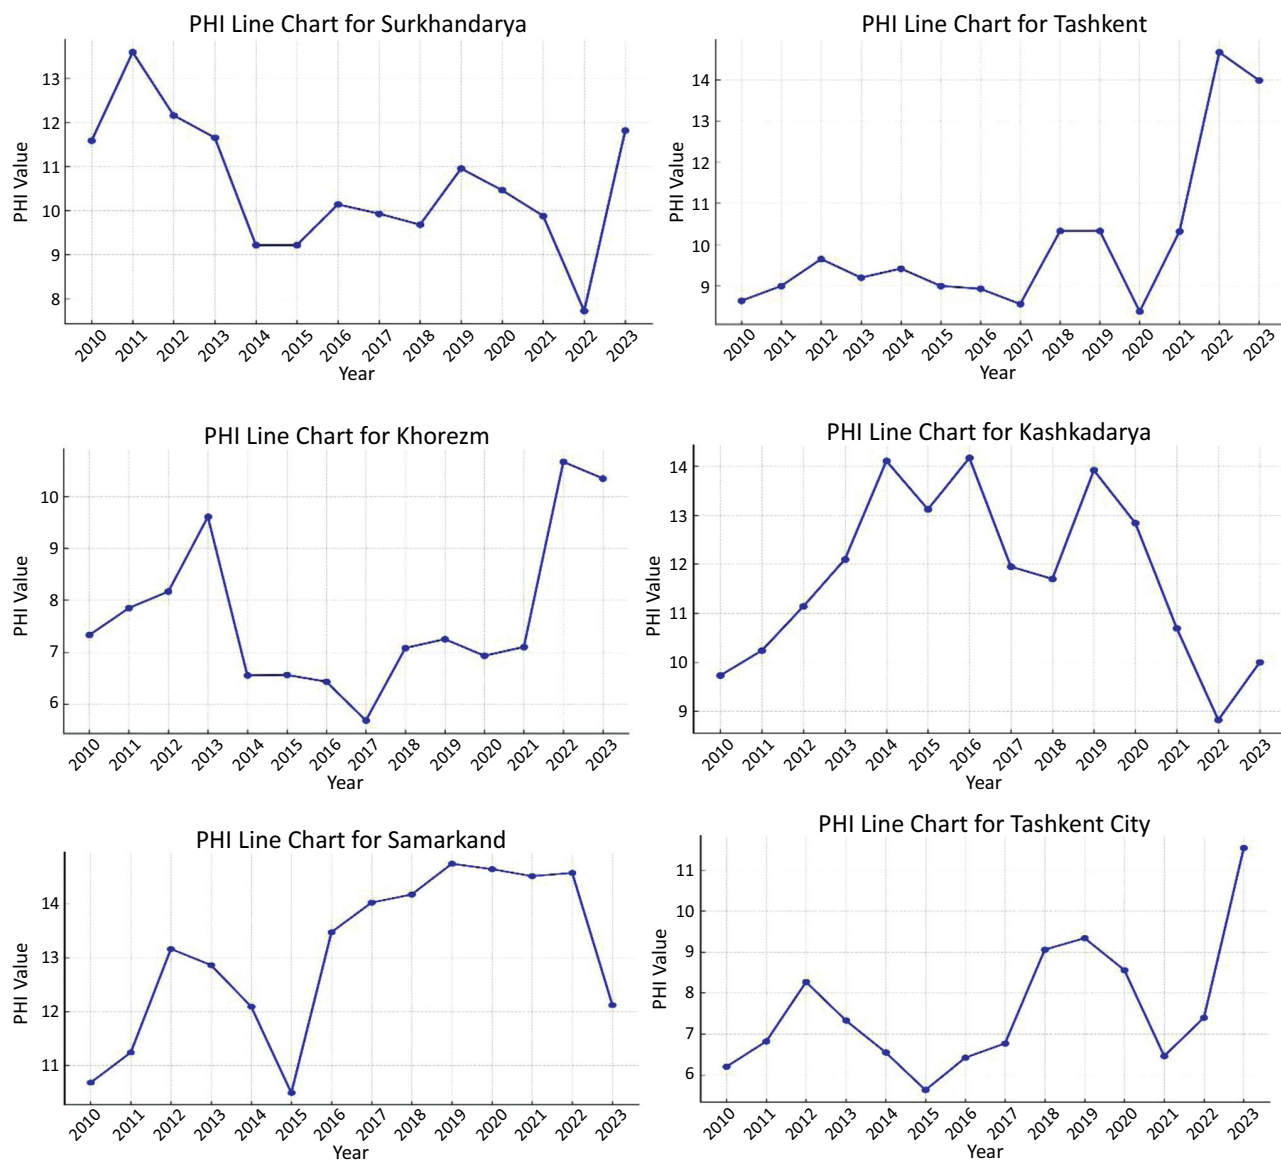 PHI Line Chart for Surkhandarya
PHI Value
13
12
11
10
9
8
2010 2011 2012 2013 2014 2015 2016 2017 2018 2019 2020 2021 2022 2023
Year
PHI Line Chart for Tashkent
PHI Value
14
13
12
11
10
9
2010 2011 2012 2013 2014 2015 2016 2017 2018 2019 2020 2021 2022 2023
Year
PHI Line Chart for Khorezm
PHI Value
10
9
8
7
6
2010 2011 2012 2013 2014 2015 2016 2017 2018 2019 2020 2021 2022 2023
Year
PHI Line Chart for Kashkadarya
PHI Value
14
13
12
11
10
9
2010 2011 2012 2013 2014 2015 2016 2017 2018 2019 2020 2021 2022 2023
Year
PHI Line Chart for Samarkand
PHI Value
14
13
12
11
2010 2011 2012 2013 2014 2015 2016 2017 2018 2019 2020 2021 2022 2023
Year
PHI Line Chart for Tashkent City
PHI Value
11
10
9
8
7
6
2010 2011 2012 2013 2014 2015 2016 2017 2018 2019 2020 2021 2022 2023
Year